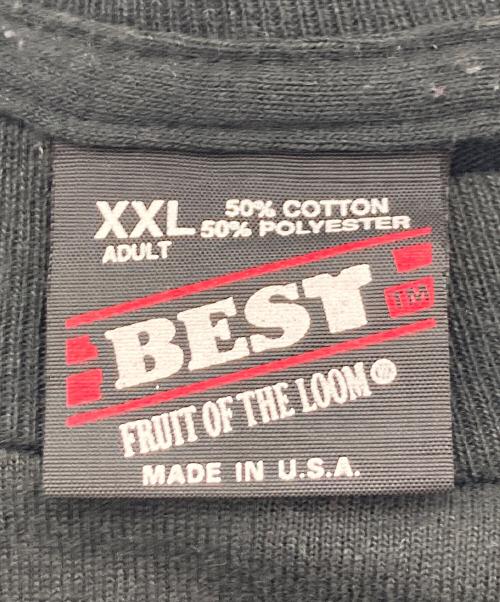 XXL 50% COTTON
ADULT 50% POLYESTER
BEST TM
FRUIT OF THE LOOM®
MADE IN U.S.A.